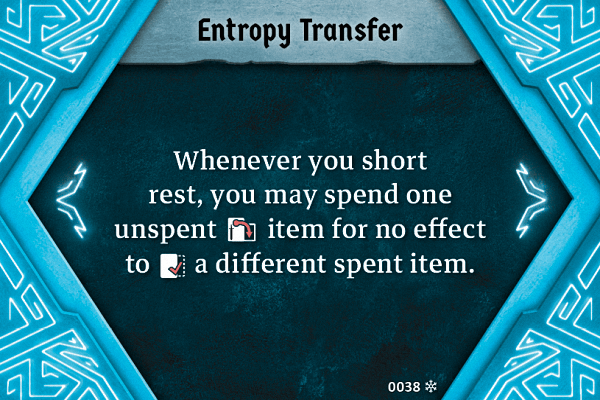 Entropy Transfer
Whenever you short
rest, you may spend one
unspent item for no effect
to a different spent item.
0038